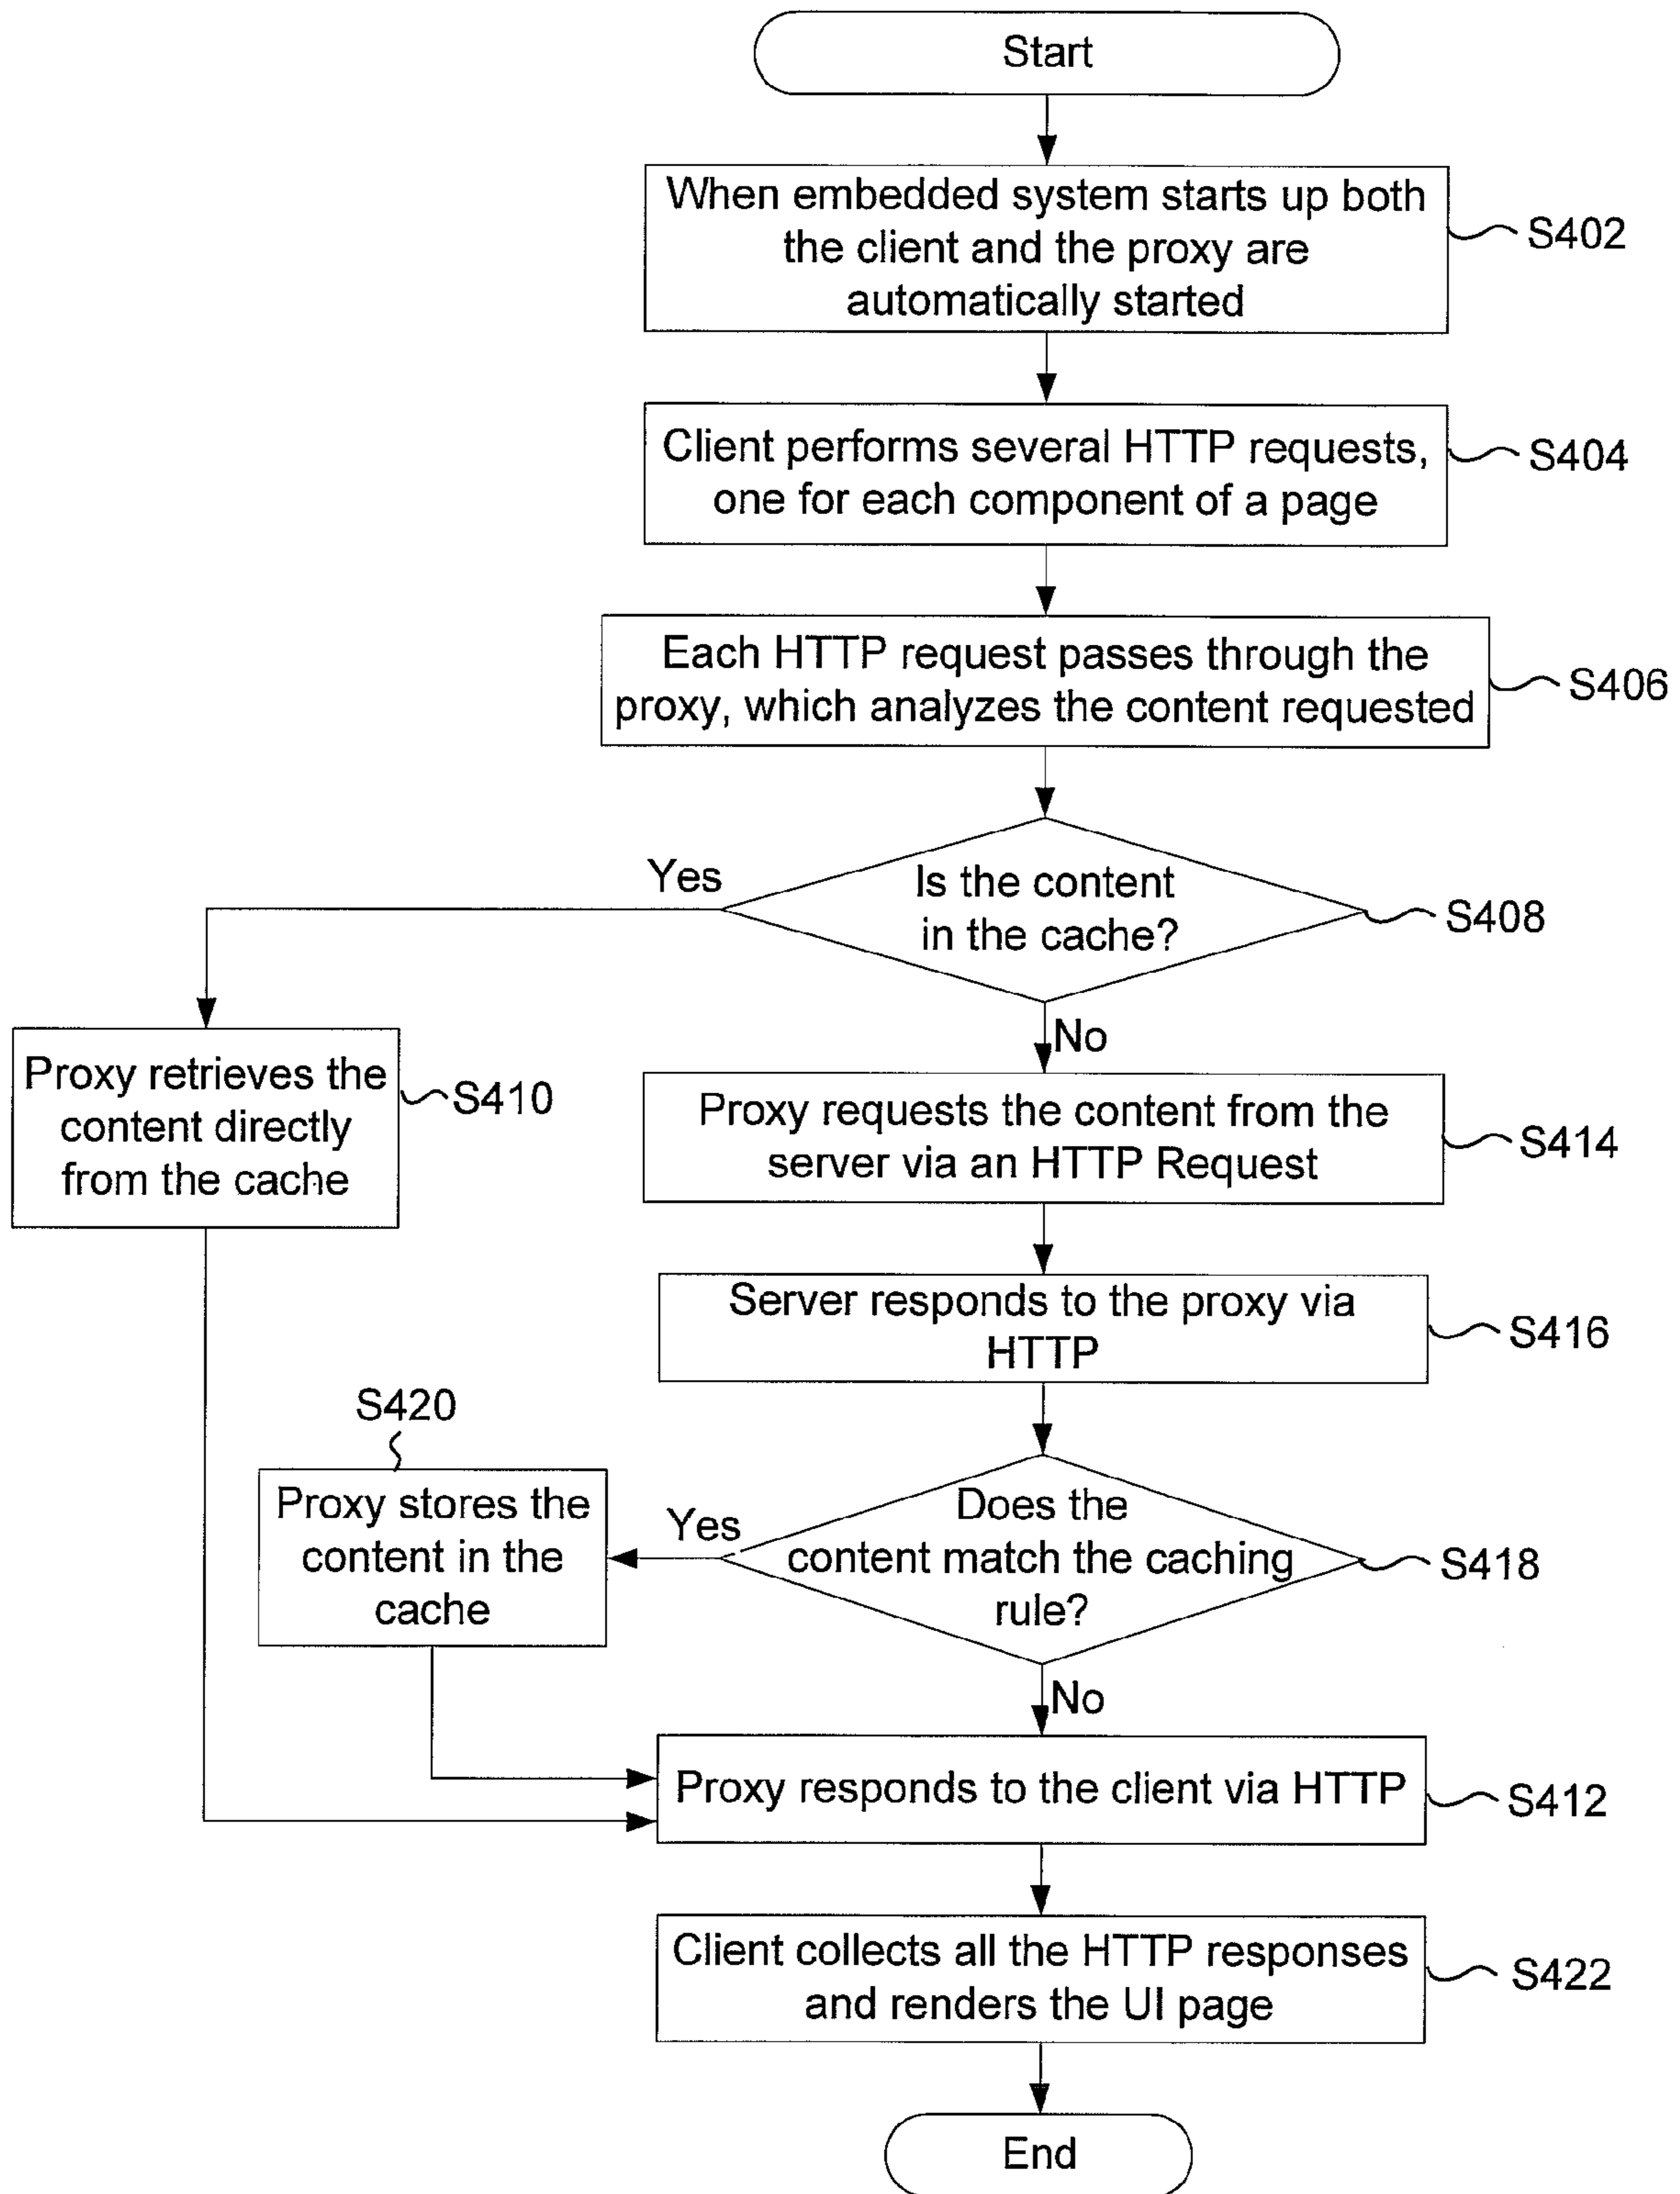 Start
When embedded system starts up both
the client and the proxy are
automatically started
S402
Client performs several HTTP requests,
one for each component of a page
S404
Each HTTP request passes through the
proxy, which analyzes the content requested
S406
Is the content
in the cache?
S408
Yes
No
Proxy retrieves the
content directly
from the cache
S410
Proxy requests the content from the
server via an HTTP Request
S414
Server responds to the proxy via
HTTP
S416
Does the
content match the caching
rule?
S418
Yes
S420
Proxy stores the
content in the
cache
No
Proxy responds to the client via HTTP
S412
Client collects all the HTTP responses
and renders the UI page
S422
End